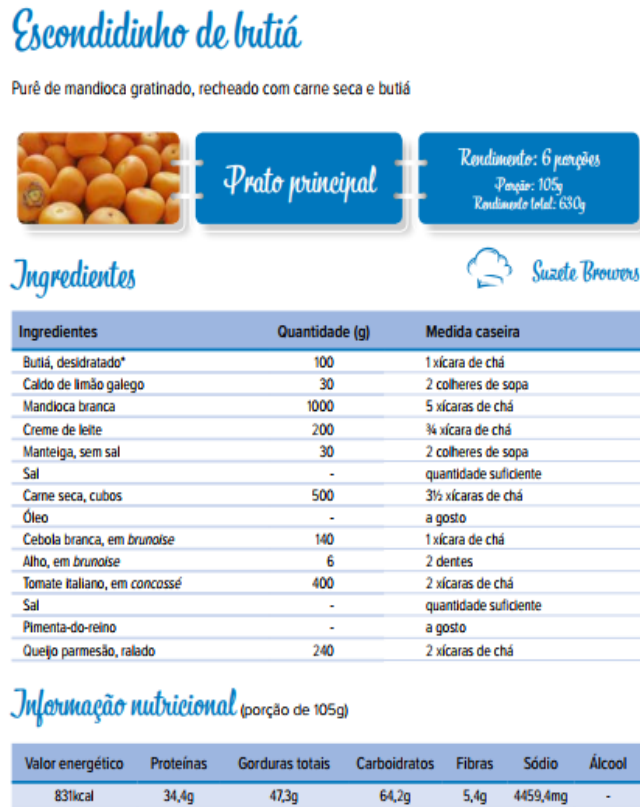 Escondidinho de butiá
Purê de mandioca gratinado, recheado com carne seca e butiá
Prato principal
Rendimento: 6 porções
Porção: 105g
Rendimento total: 630g
Ingredientes
Suzete Browers
Ingredientes Quantidade (g) Medida caseira
Butiá, desidratado* 100 1 xícara de chá
Caldo de limão galego 30 2 colheres de sopa
Mandioca branca 1000 5 xícaras de chá
Creme de leite 200 ¾ xícara de chá
Manteiga, sem sal 30 2 colheres de sopa
Sal - quantidade suficiente
Carne seca, cubos 500 3½ xícaras de chá
Óleo - a gosto
Cebola branca, em brunoise 140 1 xícara de chá
Alho, em brunoise 6 2 dentes
Tomate italiano, em concassé 400 2 xícaras de chá
Sal - quantidade suficiente
Pimenta-do-reino - a gosto
Queijo parmesão, ralado 240 2 xícaras de chá
Informação nutricional (porção de 105g)
Valor energético Proteínas Gorduras totais Carboidratos Fibras Sódio Álcool
831kcal 34,4g 47,3g 64,2g 5,4g 4459,4mg -